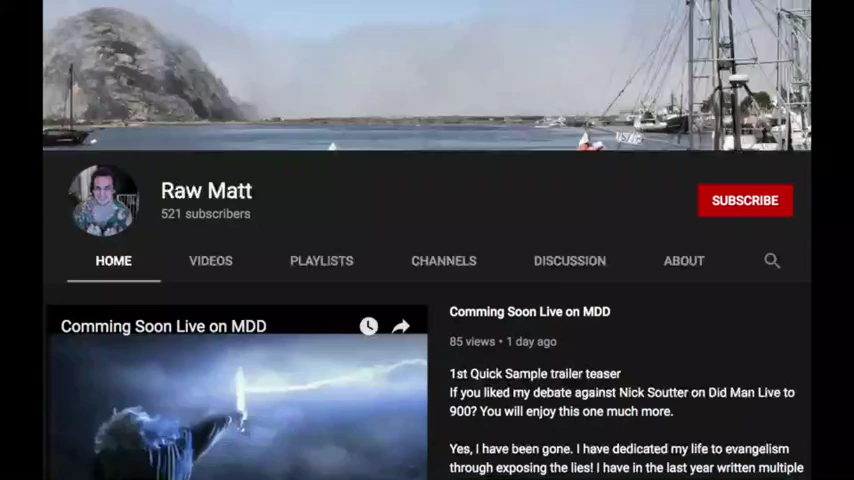 Raw Matt
521 subscribers
SUBSCRIBE
HOME VIDEOS PLAYLISTS CHANNELS DISCUSSION ABOUT
Comming Soon Live on MDD
Comming Soon Live on MDD
85 views • 1 day ago
1st Quick Sample trailer teaser
If you liked my debate against Nick Soutter on Did Man Live to
900? You will enjoy this one much more.
Yes, I have been gone. I have dedicated my life to evangelism
through exposing the lies! I have in the last year written multiple